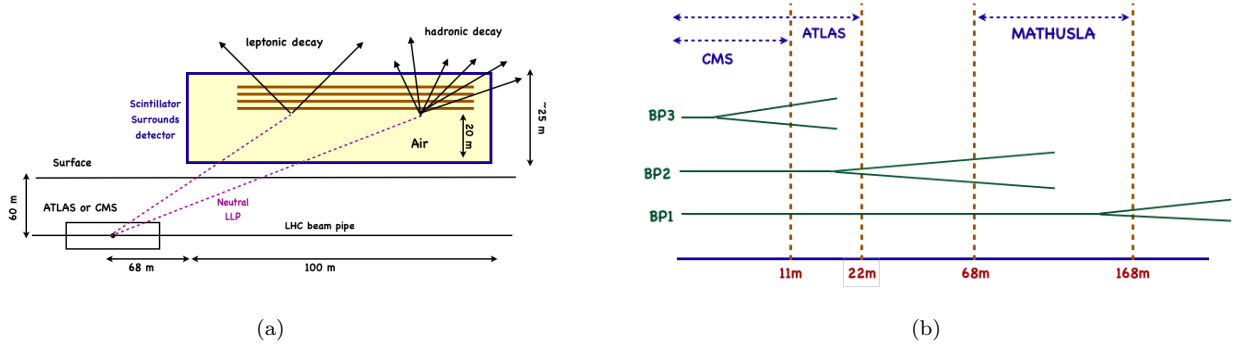 leptonic decay
hadronic decay
Scintillator
Surrounds
detector
20 m
~25 m
Air
Surface
60 m
ATLAS or CMS
Neutral
LLP
LHC beam pipe
68 m
100 m
(a)
ATLAS
MATHUSLA
CMS
BP3
BP2
BP1
11m
22m
68m
168m
(b)